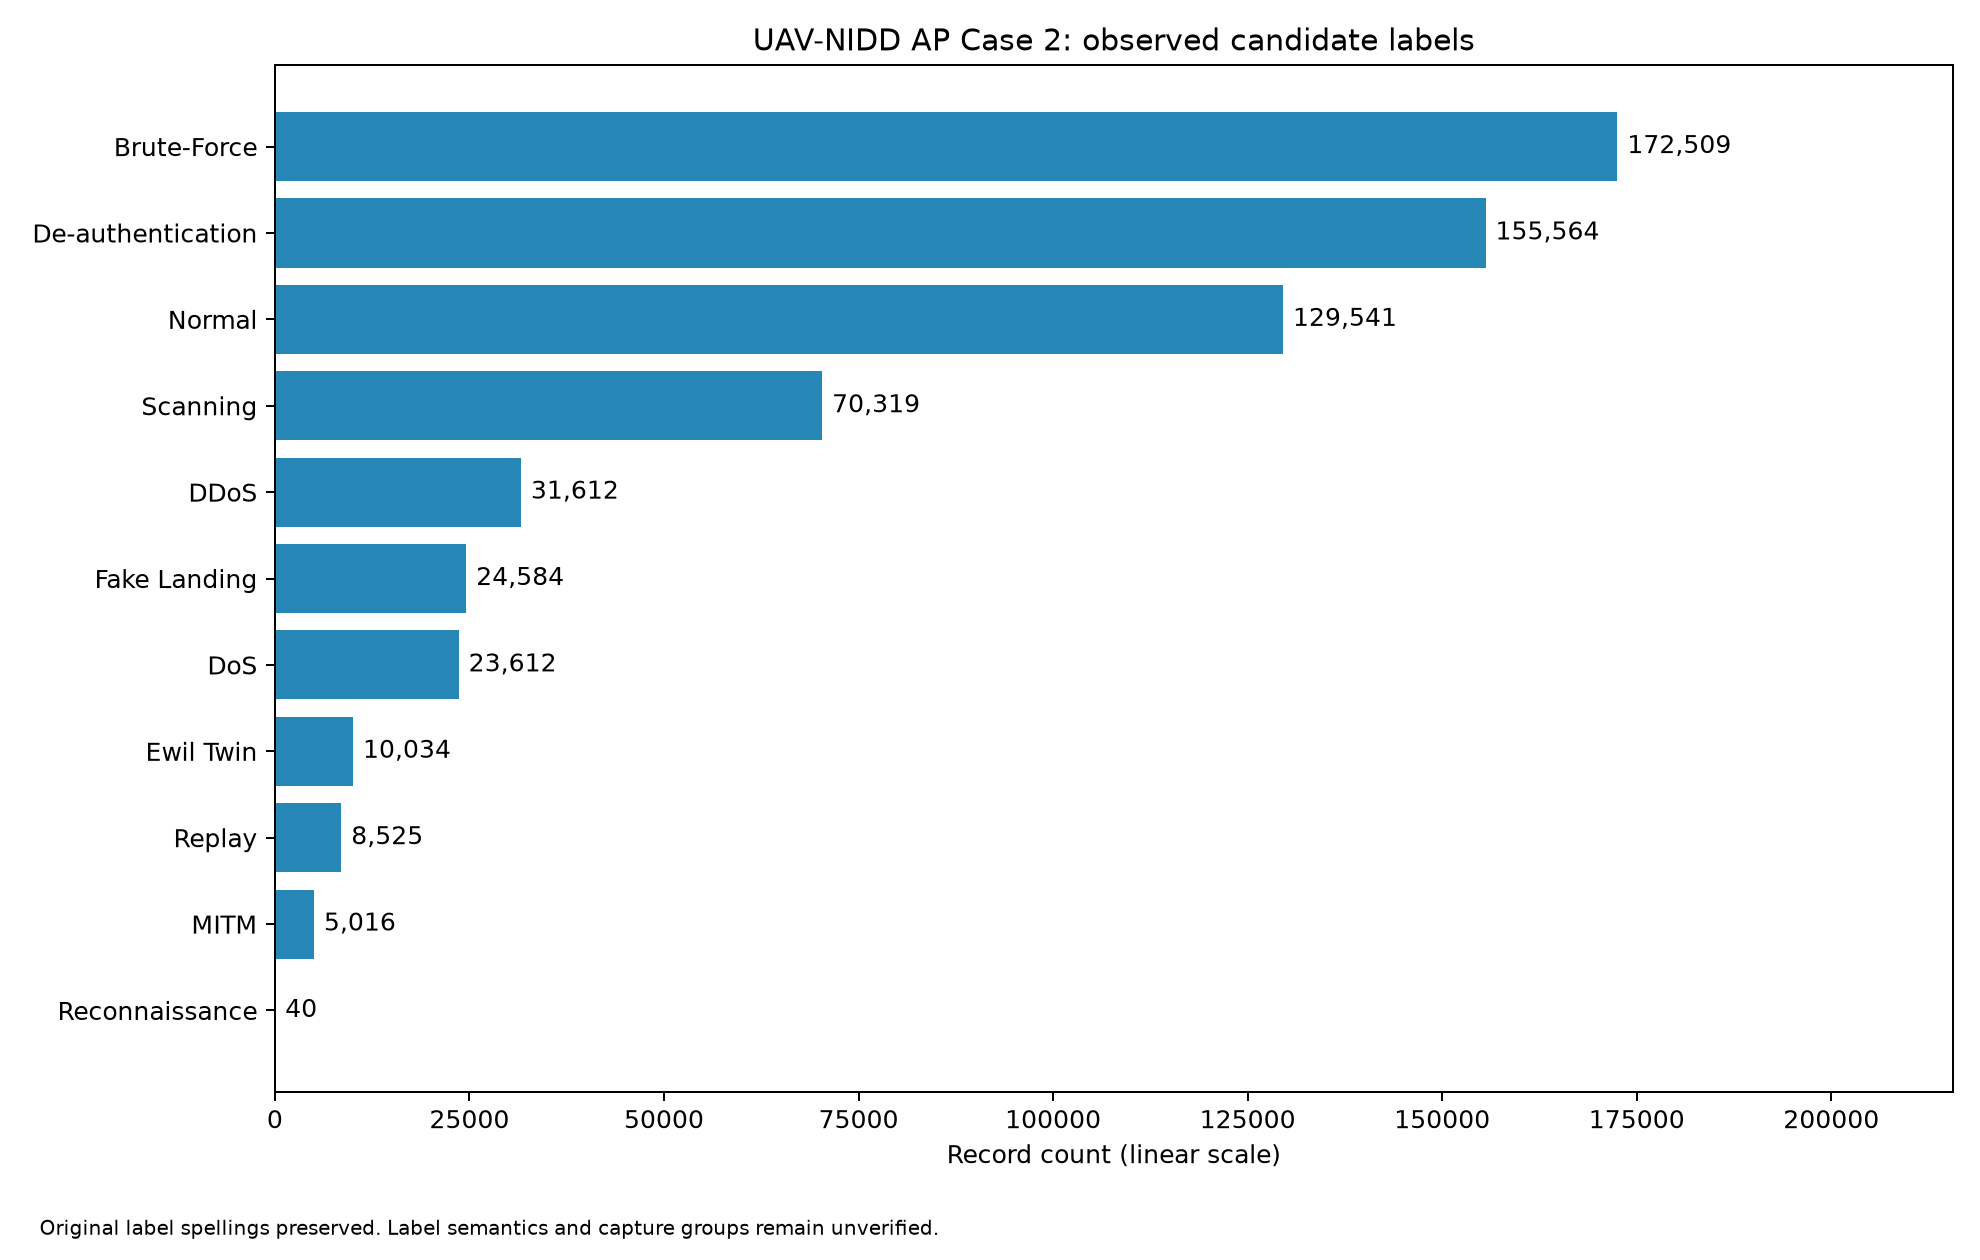 UAV-NIDD AP Case 2: observed candidate labels
Brute-Force 172,509
De-authentication 155,564
Normal 129,541
Scanning 70,319
DDoS 31,612
Fake Landing 24,584
DoS 23,612
Ewil Twin 10,034
Replay 8,525
MITM 5,016
Reconnaissance 40
0 25000 50000 75000 100000 125000 150000 175000 200000
Record count (linear scale)
Original label spellings preserved. Label semantics and capture groups remain unverified.